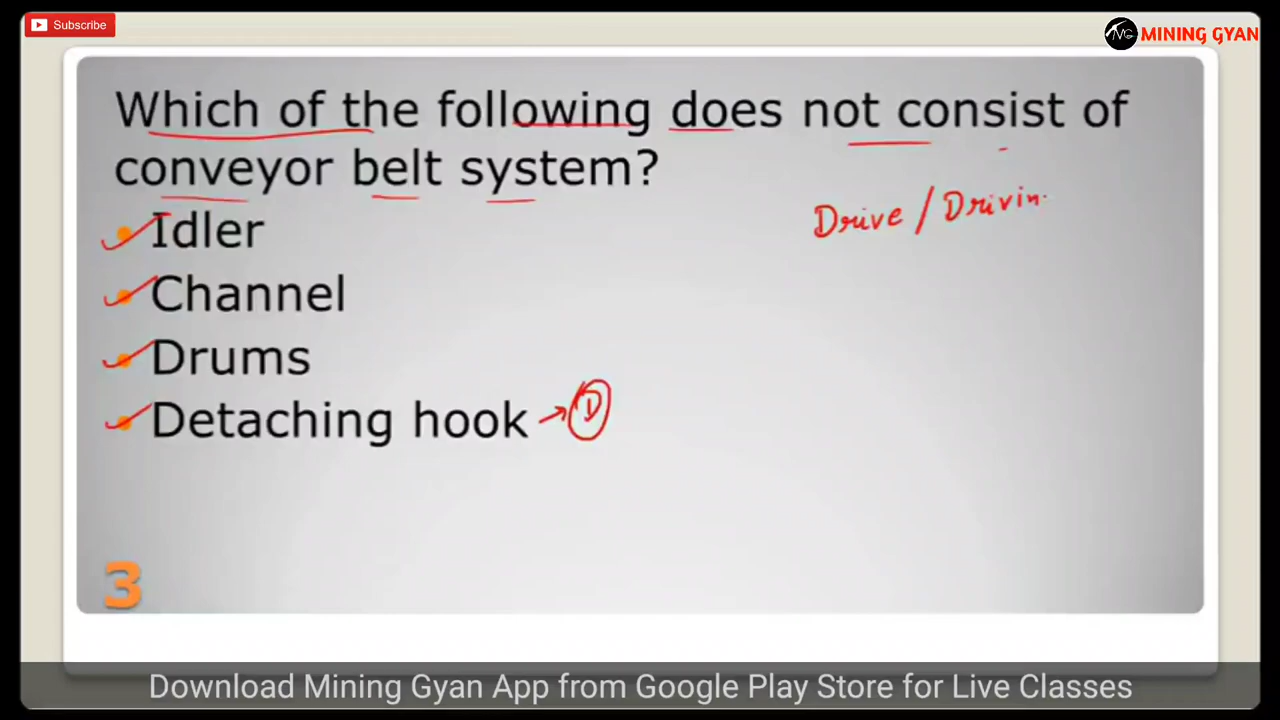 Subscribe
MG MINING GYAN
Which of the following does not consist of
conveyor belt system?
Drive / Drivin
Idler
Channel
Drums
Detaching hook → D
3
Download Mining Gyan App from Google Play Store for Live Classes